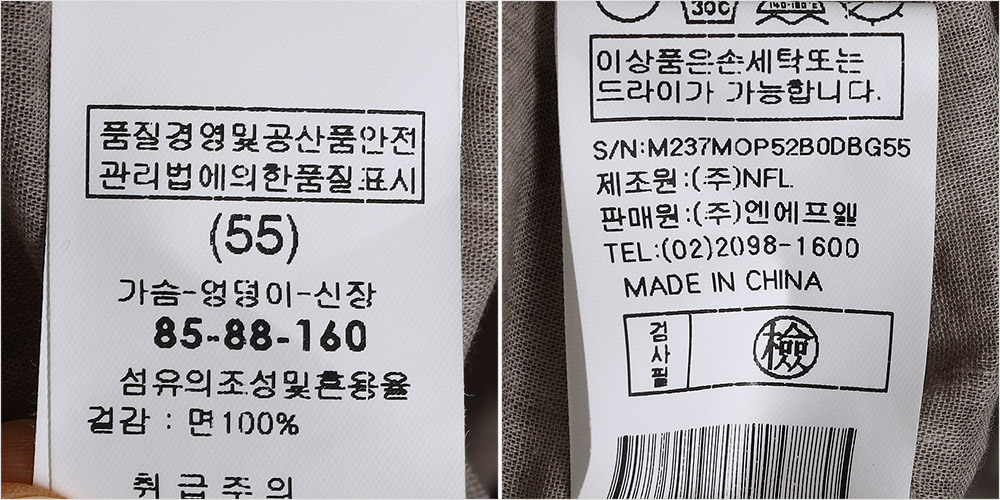 품질경영및공산품안전
관리법에의한품질표시
(55)
가슴-엉덩이-신장
85-88-160
섬유의조성및혼용율
겉감 : 면100%
취급주의
30C
140-160℃
이상품은손세탁또는
드라이가 가능합니다.
S/N:M237MOP52B0DBG55
제조원:(주)NFL
판매원:(주)엔에프엘
TEL:(02)2098-1600
MADE IN CHINA
검사필
檢